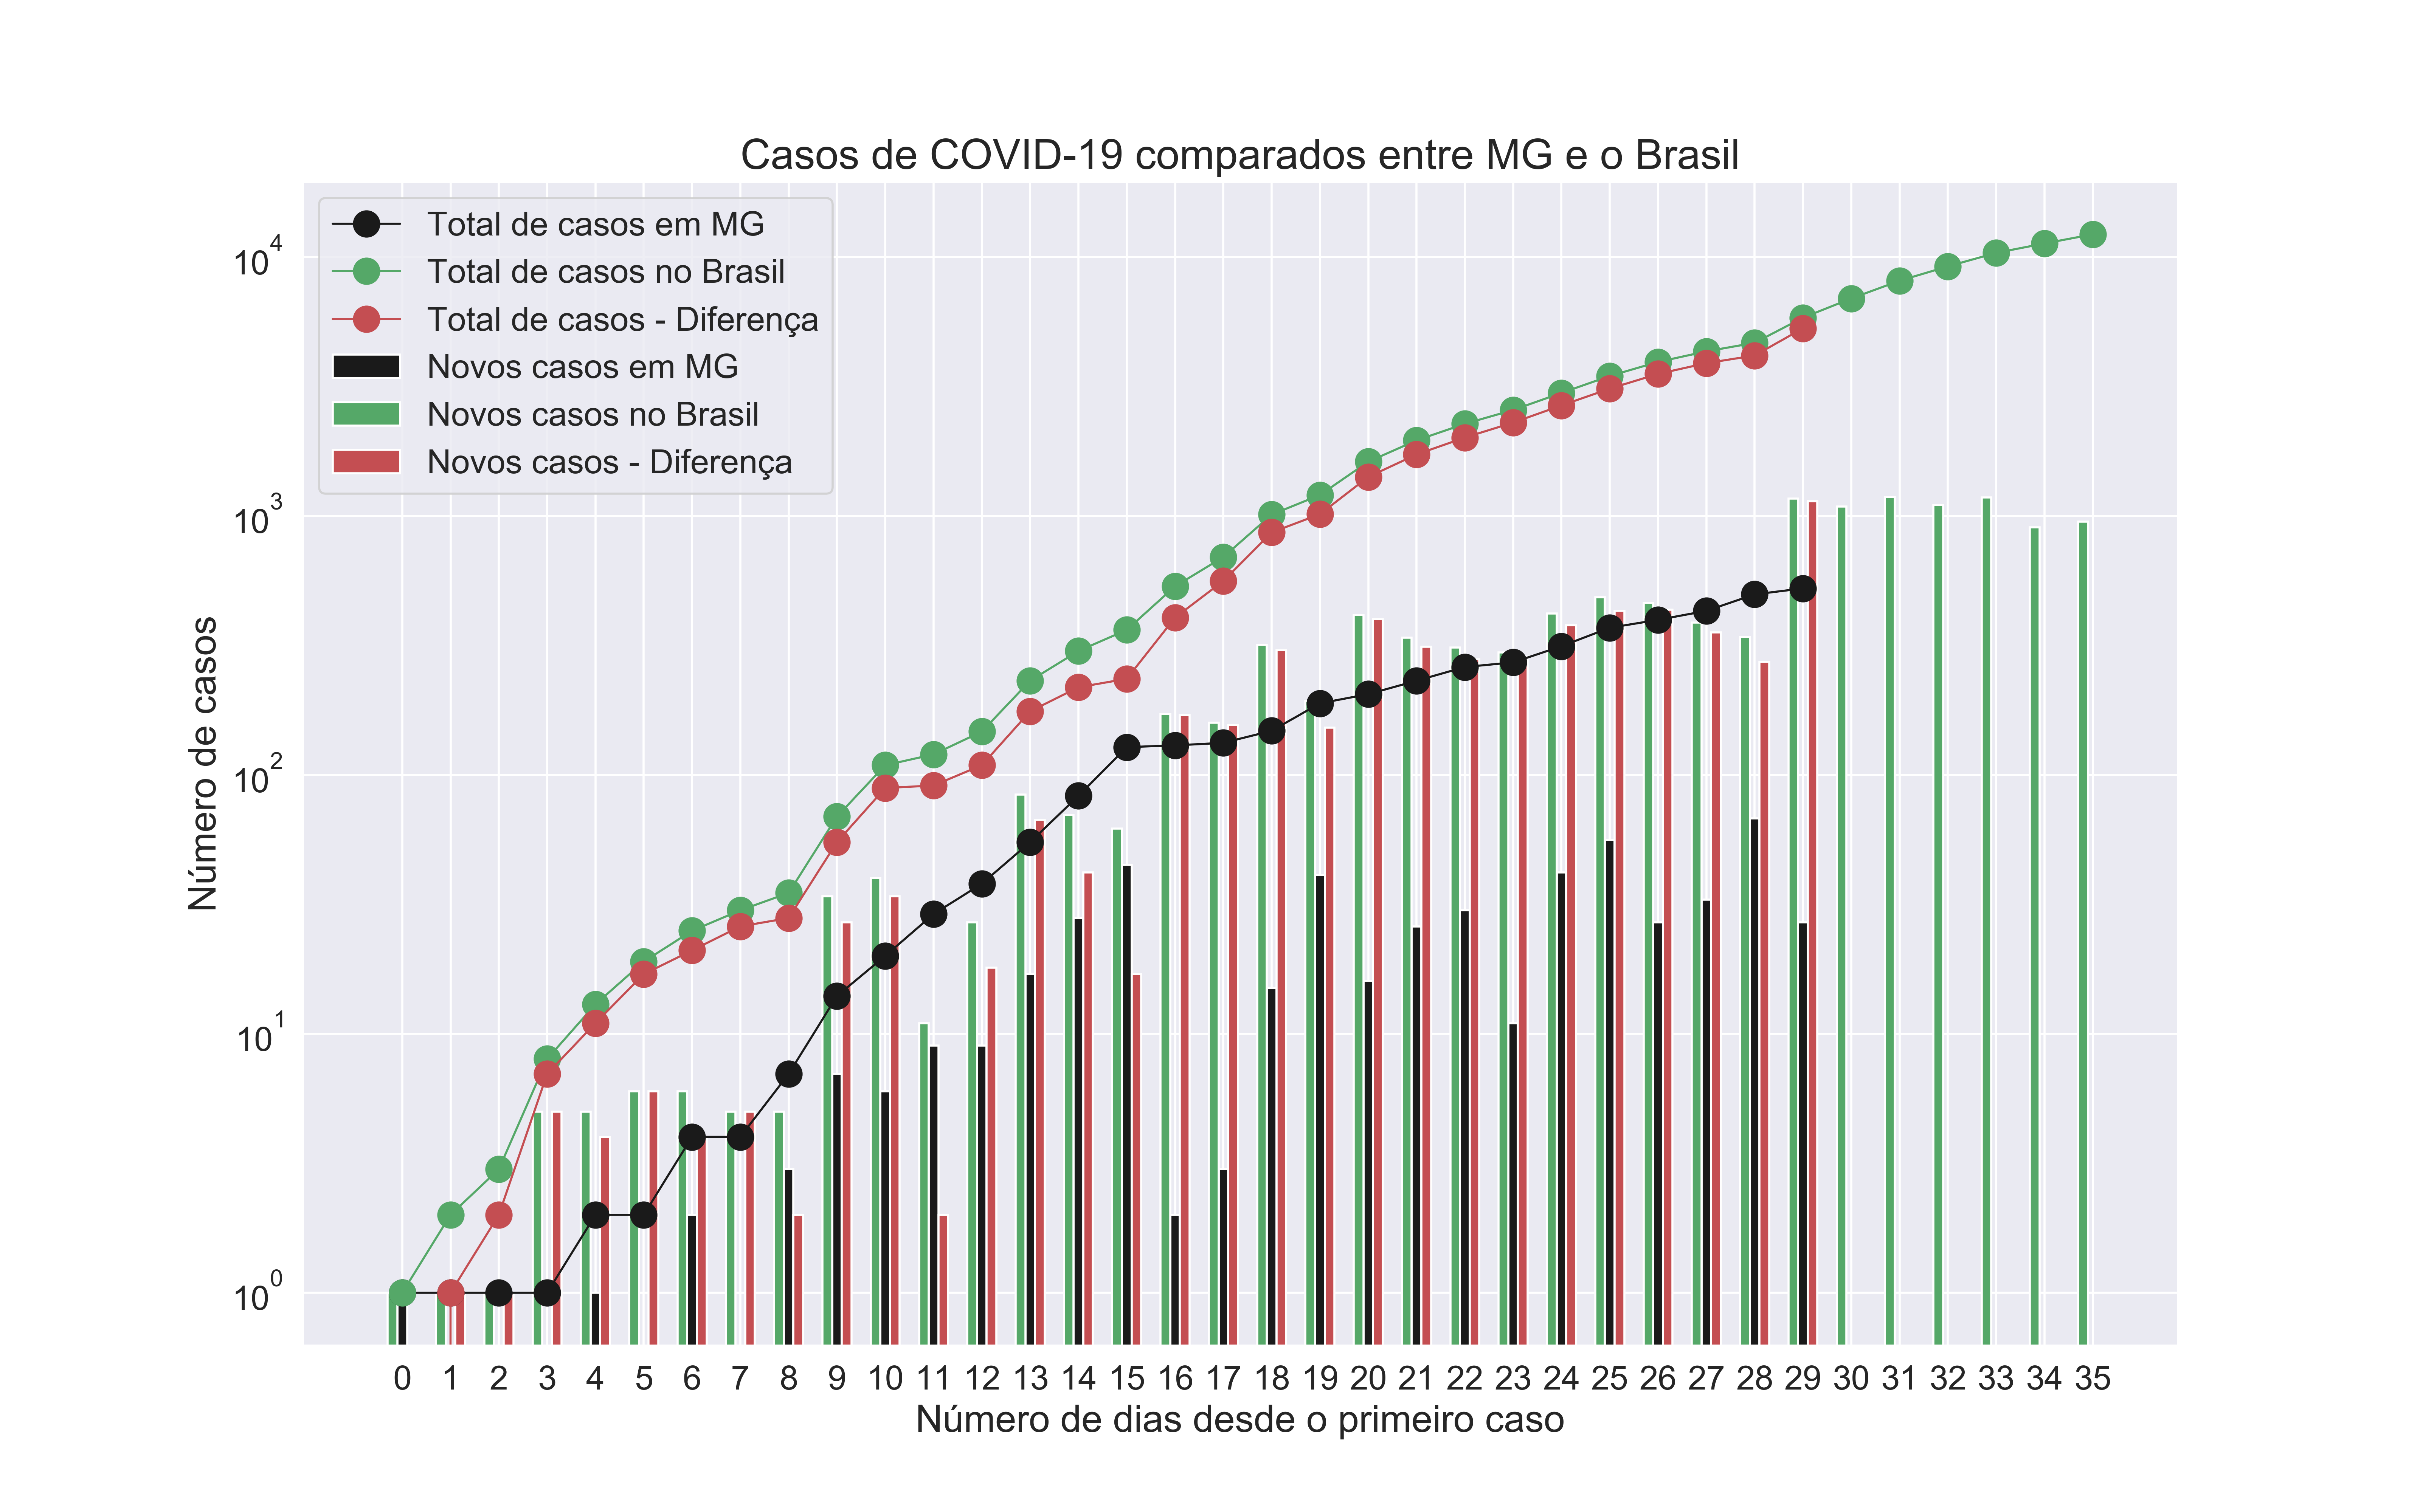 Casos de COVID-19 comparados entre MG e o Brasil
Total de casos em MG
Total de casos no Brasil
Total de casos - Diferença
Novos casos em MG
Novos casos no Brasil
Novos casos - Diferença
Número de casos
10^4
10^3
10^2
10^1
10^0
0 1 2 3 4 5 6 7 8 9 10 11 12 13 14 15 16 17 18 19 20 21 22 23 24 25 26 27 28 29 30 31 32 33 34 35
Número de dias desde o primeiro caso